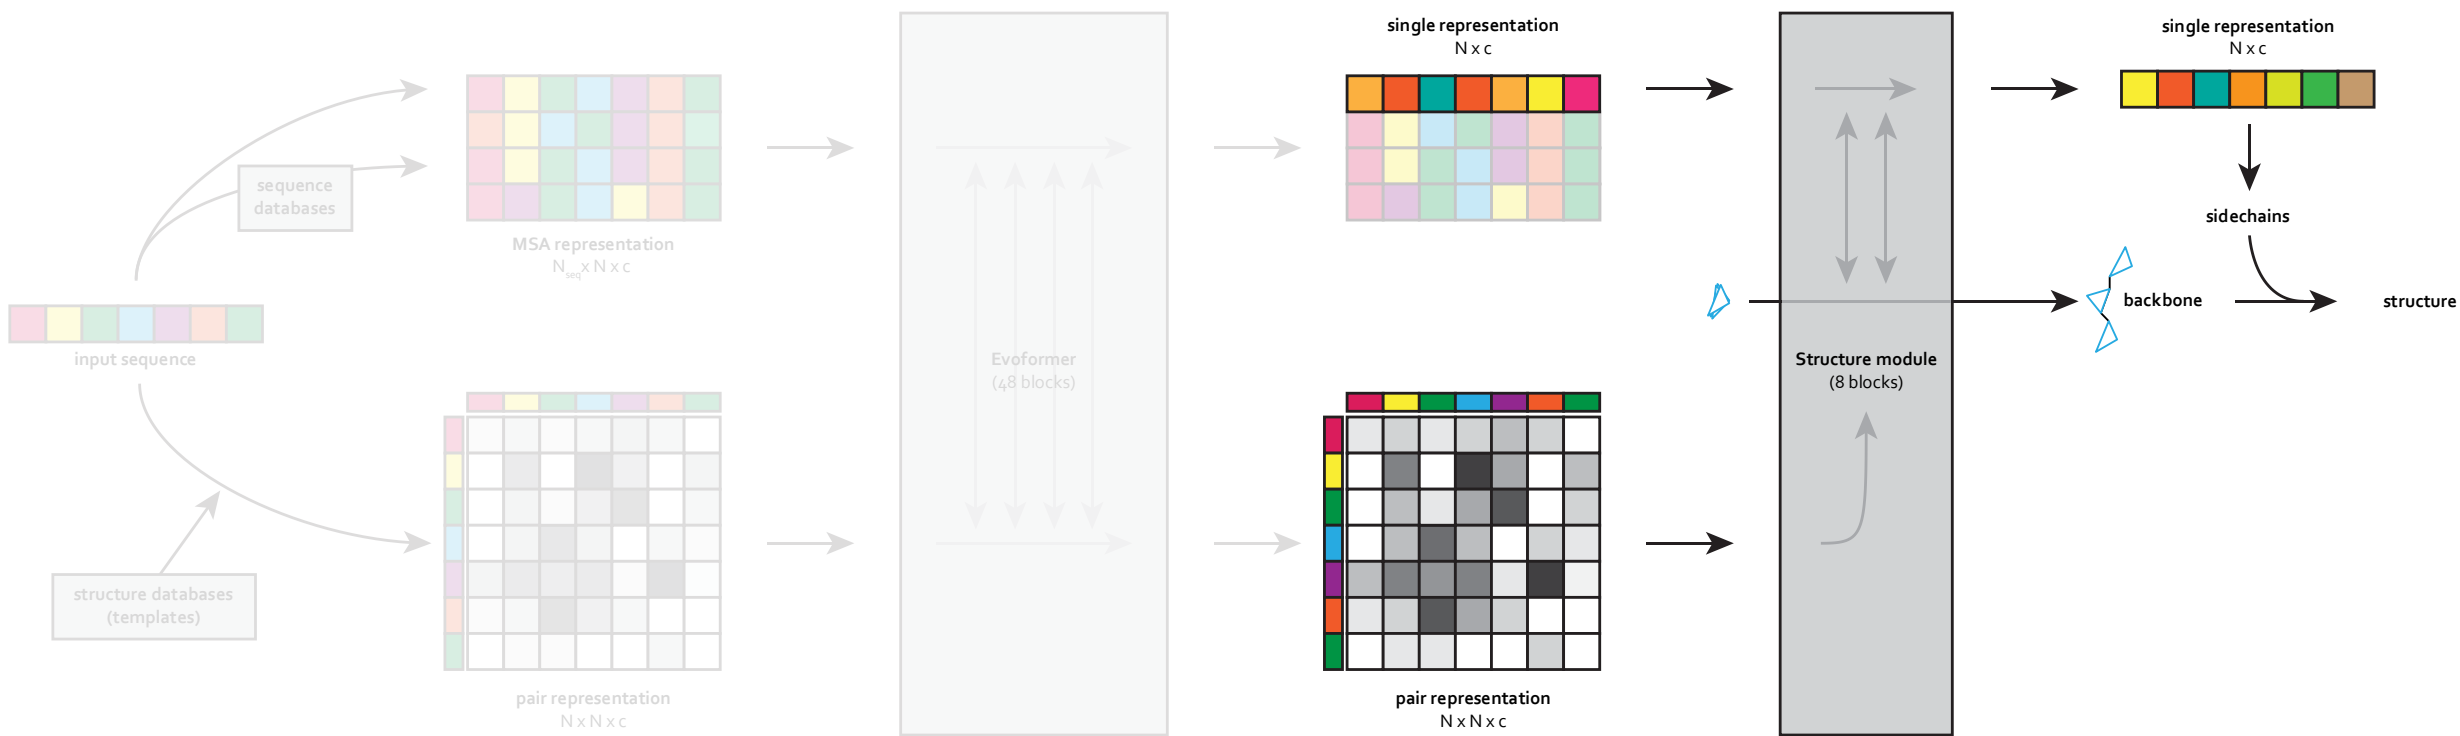 single representation
N x c
single representation
N x c
sequence
databases
sidechains
MSA representation
Nseq x N x c
backbone
structure
input sequence
Evoformer
(48 blocks)
Structure module
(8 blocks)
structure databases
(templates)
pair representation
N x N x c
pair representation
N x N x c